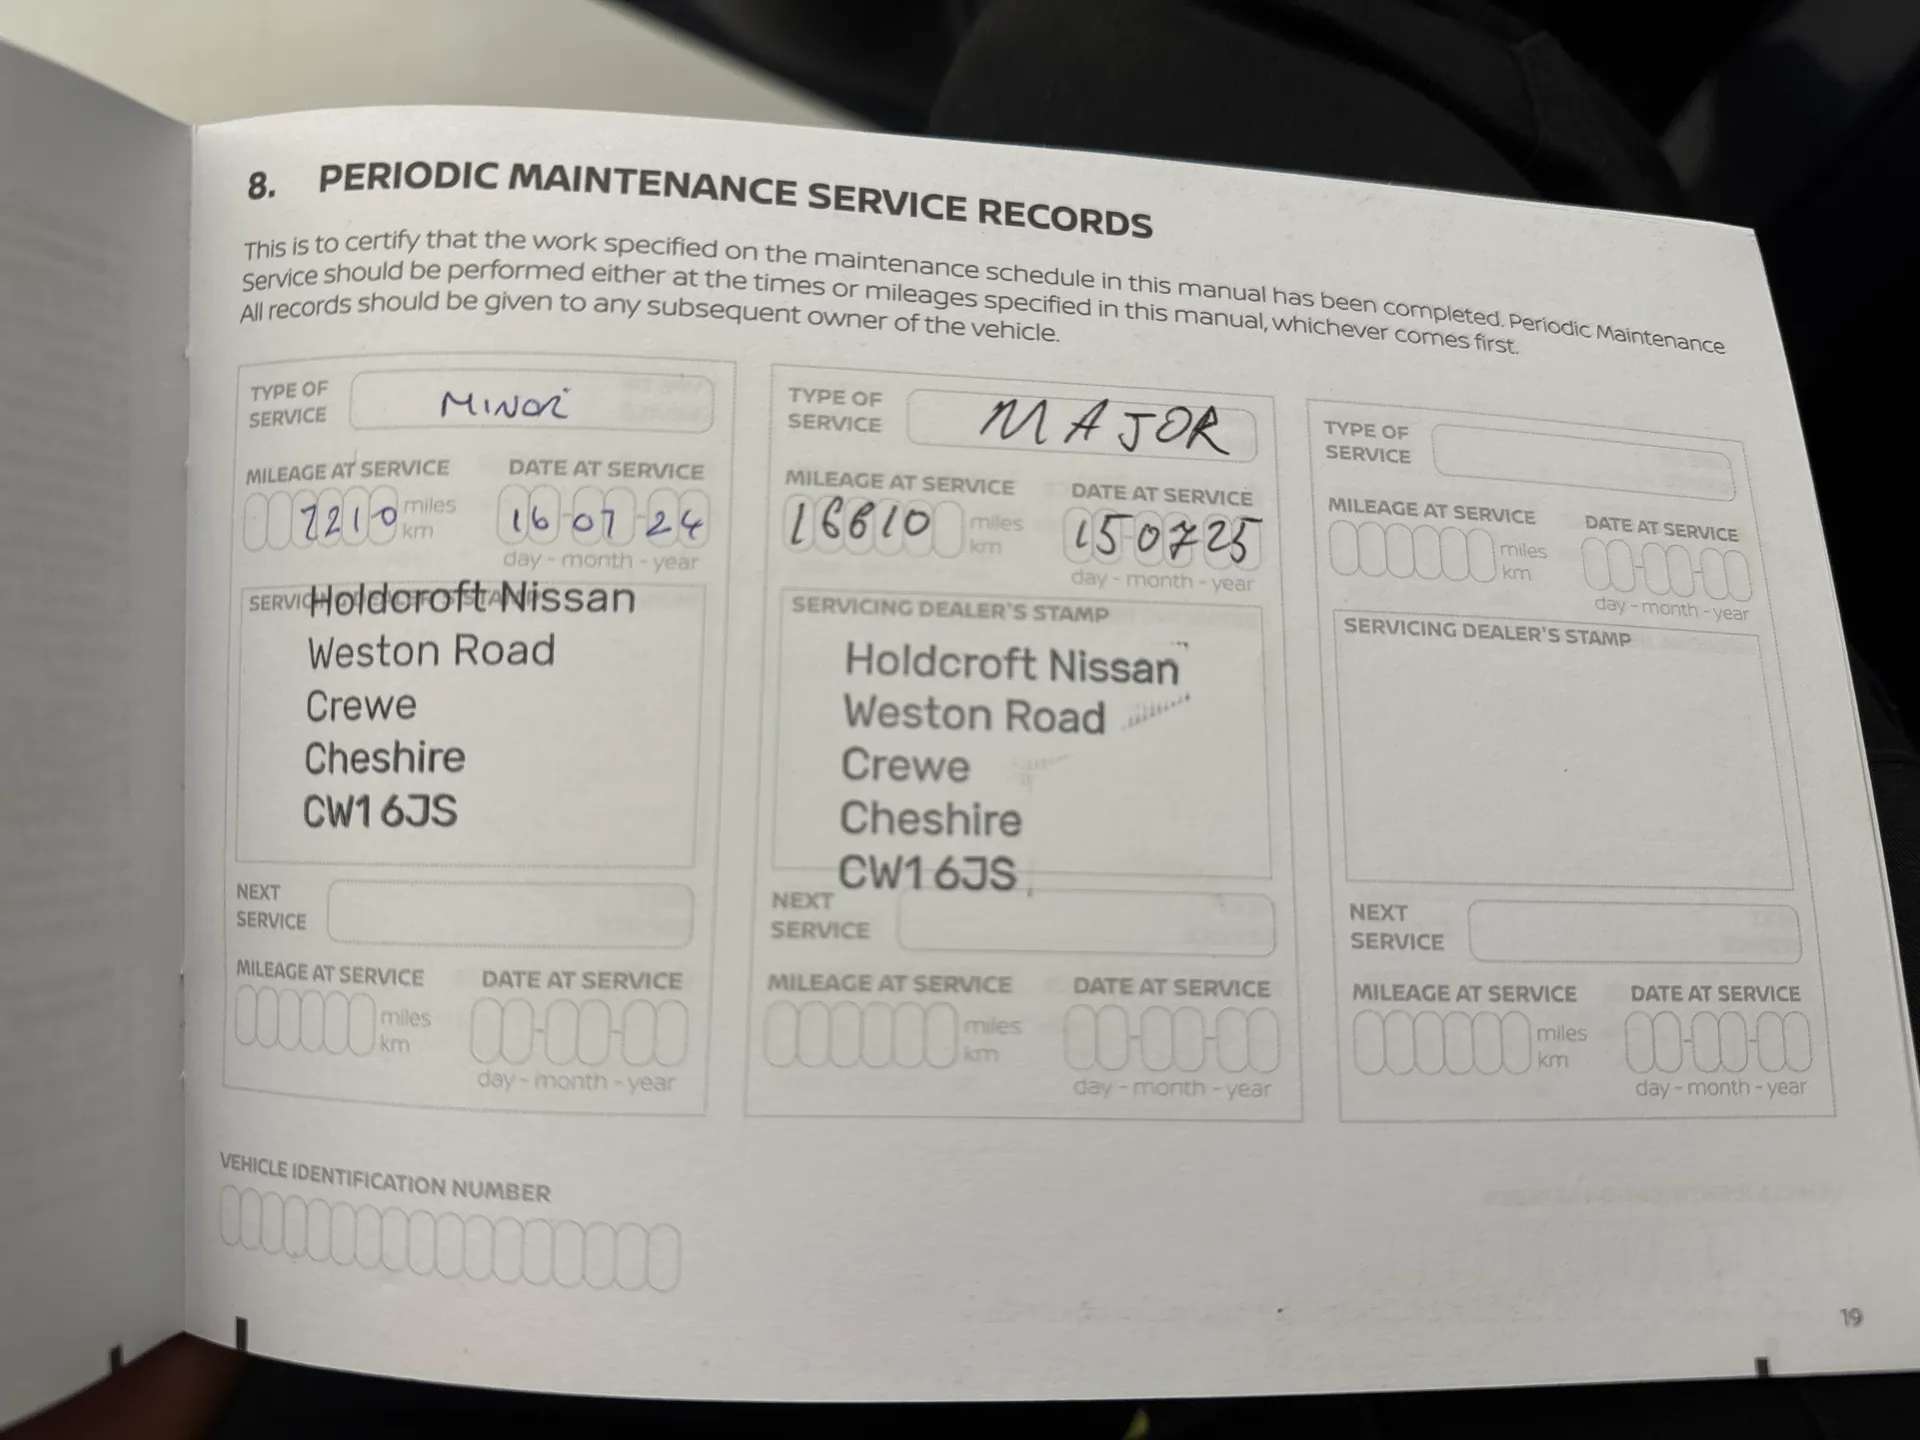 8. PERIODIC MAINTENANCE SERVICE RECORDS
This is to certify that the work specified on the maintenance schedule in this manual has been completed. Periodic Maintenance
Service should be performed either at the times or mileages specified in this manual, whichever comes first.
All records should be given to any subsequent owner of the vehicle.
TYPE OF
SERVICE
MINOR
MILEAGE AT SERVICE
DATE AT SERVICE
7210
miles
km
16-07-24
day - month - year
Holdcroft Nissan
Weston Road
Crewe
Cheshire
CW1 6JS
NEXT
SERVICE
MILEAGE AT SERVICE
DATE AT SERVICE
miles
km
day - month - year
TYPE OF
SERVICE
MAJOR
MILEAGE AT SERVICE
DATE AT SERVICE
16610
miles
km
15-07-25
day - month - year
SERVICING DEALER'S STAMP
Holdcroft Nissan
Weston Road
Crewe
Cheshire
CW1 6JS
NEXT
SERVICE
MILEAGE AT SERVICE
DATE AT SERVICE
miles
km
day - month - year
TYPE OF
SERVICE
MILEAGE AT SERVICE
DATE AT SERVICE
miles
km
day - month - year
SERVICING DEALER'S STAMP
NEXT
SERVICE
MILEAGE AT SERVICE
DATE AT SERVICE
miles
km
day - month - year
VEHICLE IDENTIFICATION NUMBER
19